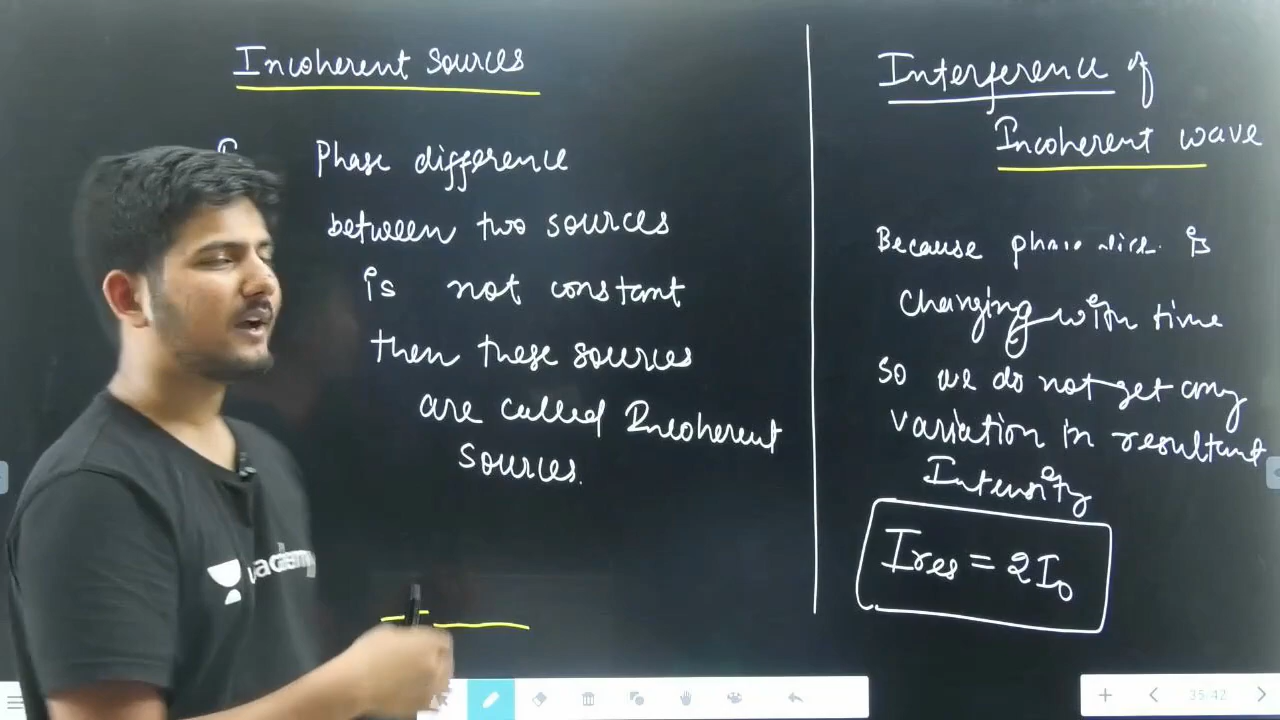 Incoherent Sources
Phase difference
between two sources
is not constant
then these sources
are called Incoherent
Sources.
Interference of
Incoherent wave
Because phase is
changing with time
so we do not get any
variation in resultant
Intensity
Ires = 2I₀
35:42